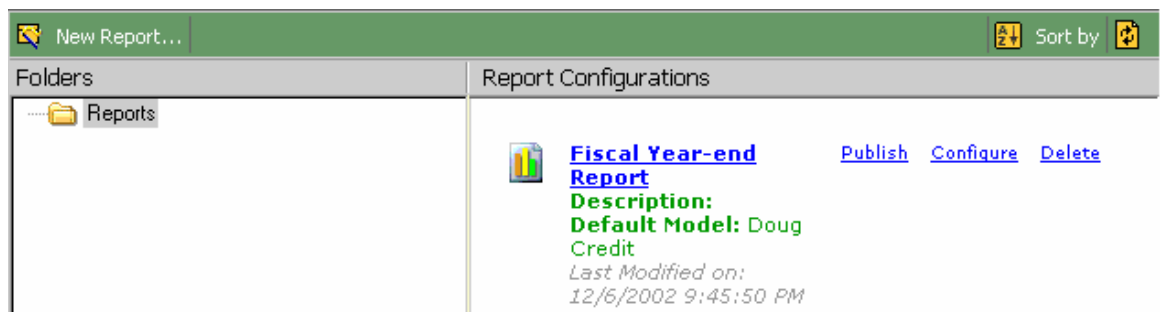 New Report...
Sort by
Folders
Report Configurations
Reports
Fiscal Year-end
Report
Publish
Configure
Delete
Description:
Default Model: Doug
Credit
Last Modified on:
12/6/2002 9:45:50 PM